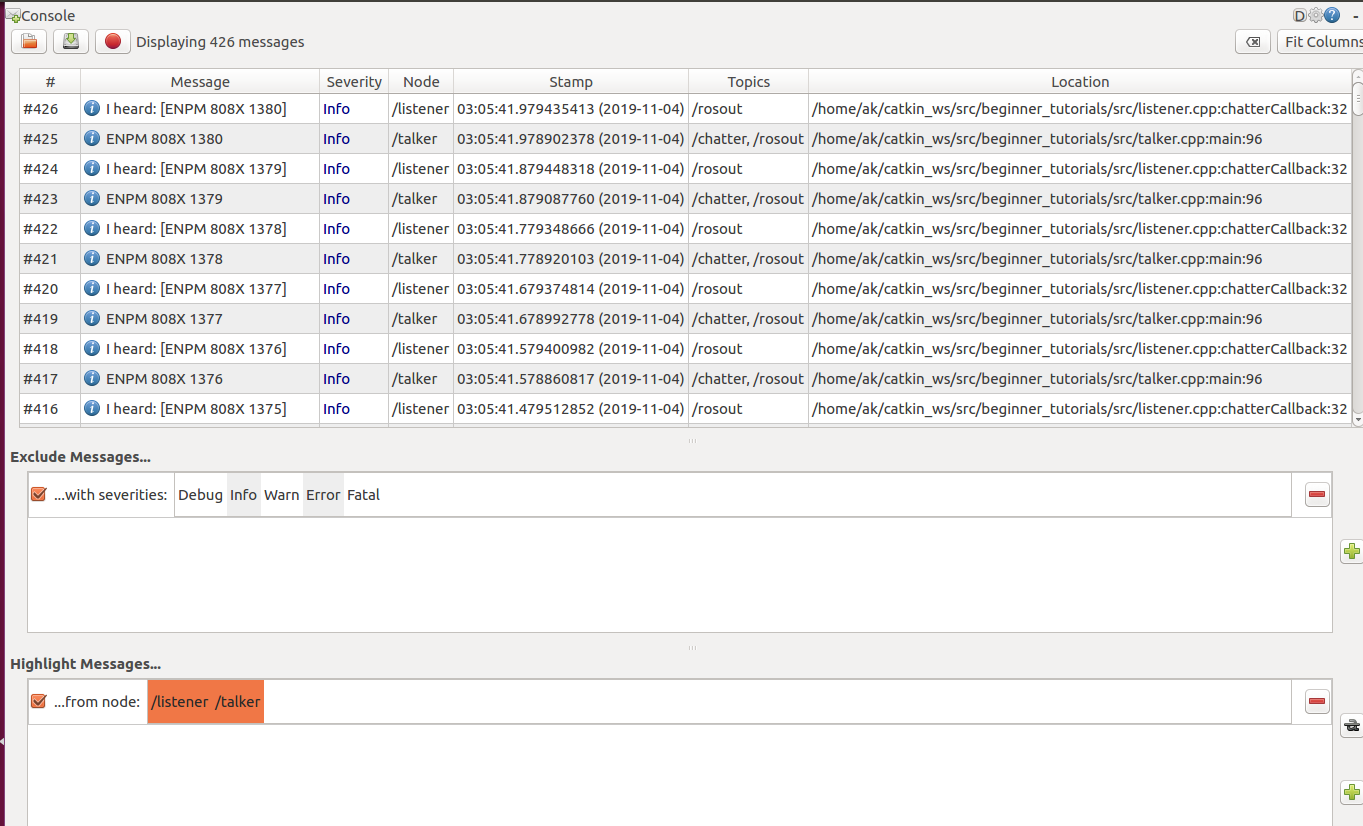 Console
D ?
Displaying 426 messages
Fit Columns
# Message Severity Node Stamp Topics Location
#426 I heard: [ENPM 808X 1380] Info /listener 03:05:41.979435413 (2019-11-04) /rosout /home/ak/catkin_ws/src/beginner_tutorials/src/listener.cpp:chatterCallback:32
#425 ENPM 808X 1380 Info /talker 03:05:41.978902378 (2019-11-04) /chatter, /rosout /home/ak/catkin_ws/src/beginner_tutorials/src/talker.cpp:main:96
#424 I heard: [ENPM 808X 1379] Info /listener 03:05:41.879448318 (2019-11-04) /rosout /home/ak/catkin_ws/src/beginner_tutorials/src/listener.cpp:chatterCallback:32
#423 ENPM 808X 1379 Info /talker 03:05:41.879087760 (2019-11-04) /chatter, /rosout /home/ak/catkin_ws/src/beginner_tutorials/src/talker.cpp:main:96
#422 I heard: [ENPM 808X 1378] Info /listener 03:05:41.779348666 (2019-11-04) /rosout /home/ak/catkin_ws/src/beginner_tutorials/src/listener.cpp:chatterCallback:32
#421 ENPM 808X 1378 Info /talker 03:05:41.778920103 (2019-11-04) /chatter, /rosout /home/ak/catkin_ws/src/beginner_tutorials/src/talker.cpp:main:96
#420 I heard: [ENPM 808X 1377] Info /listener 03:05:41.679374814 (2019-11-04) /rosout /home/ak/catkin_ws/src/beginner_tutorials/src/listener.cpp:chatterCallback:32
#419 ENPM 808X 1377 Info /talker 03:05:41.678992778 (2019-11-04) /chatter, /rosout /home/ak/catkin_ws/src/beginner_tutorials/src/talker.cpp:main:96
#418 I heard: [ENPM 808X 1376] Info /listener 03:05:41.579400982 (2019-11-04) /rosout /home/ak/catkin_ws/src/beginner_tutorials/src/listener.cpp:chatterCallback:32
#417 ENPM 808X 1376 Info /talker 03:05:41.578860817 (2019-11-04) /chatter, /rosout /home/ak/catkin_ws/src/beginner_tutorials/src/talker.cpp:main:96
#416 I heard: [ENPM 808X 1375] Info /listener 03:05:41.479512852 (2019-11-04) /rosout /home/ak/catkin_ws/src/beginner_tutorials/src/listener.cpp:chatterCallback:32
Exclude Messages...
...with severities: Debug Info Warn Error Fatal
Highlight Messages...
...from node: /listener /talker